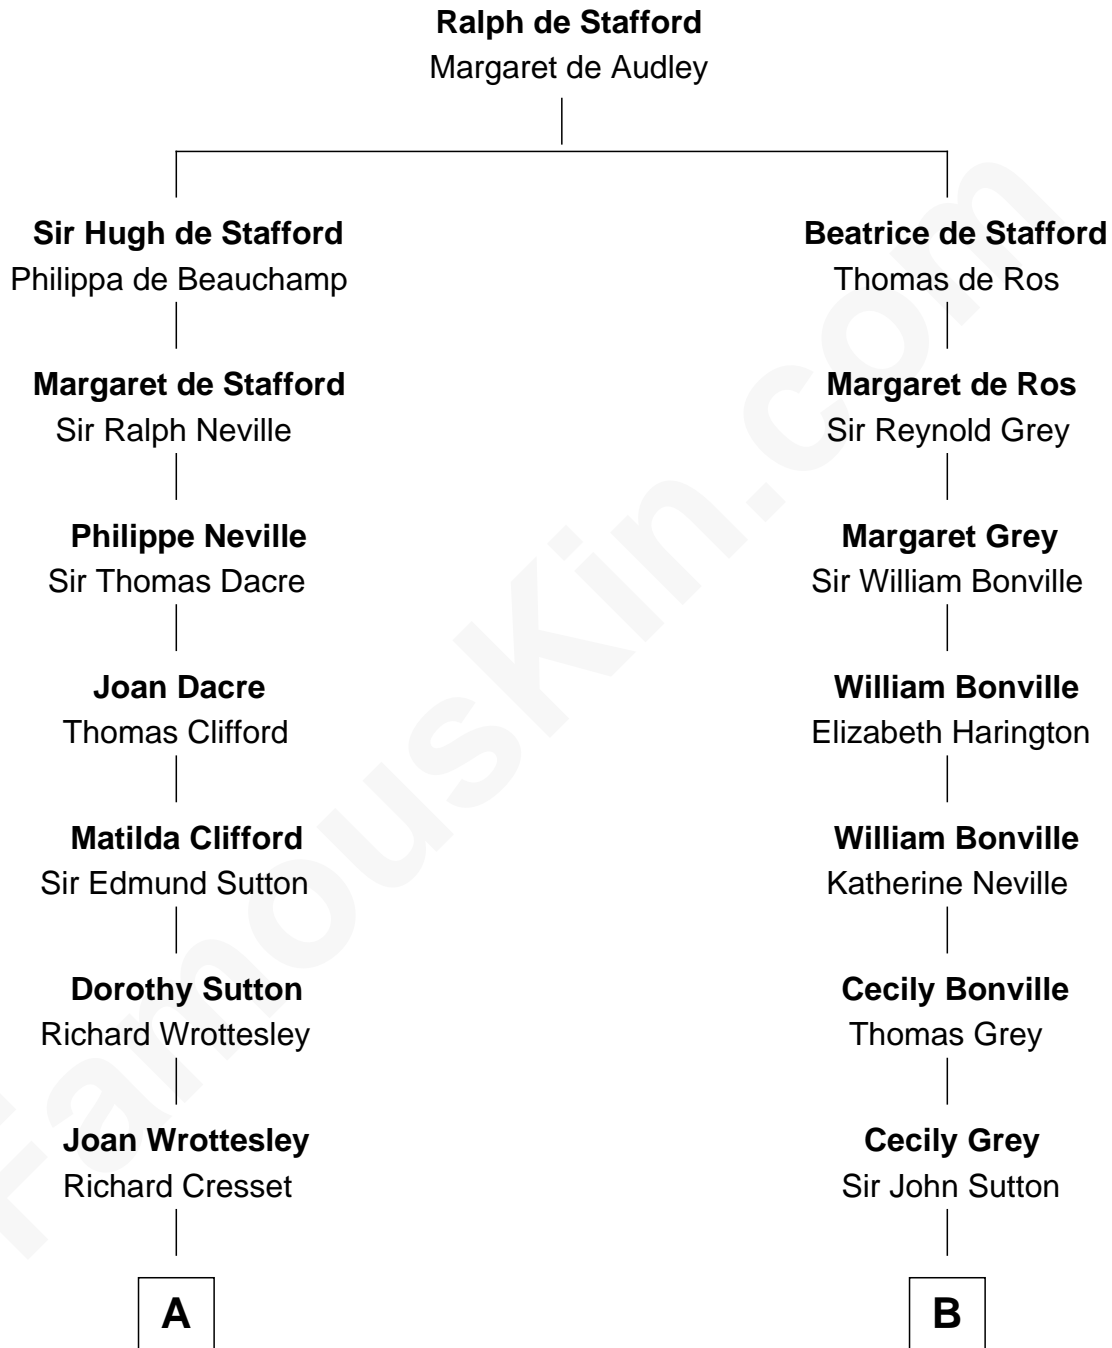 Ralph de Stafford
Margaret de Audley
Sir Hugh de Stafford
Philippa de Beauchamp
Beatrice de Stafford
Thomas de Ros
Margaret de Stafford
Sir Ralph Neville
Margaret de Ros
Sir Reynold Grey
Philippe Neville
Sir Thomas Dacre
Margaret Grey
Sir William Bonville
Joan Dacre
Thomas Clifford
William Bonville
Elizabeth Harington
Matilda Clifford
Sir Edmund Sutton
William Bonville
Katherine Neville
Dorothy Sutton
Richard Wrottesley
Cecily Bonville
Thomas Grey
Joan Wrottesley
Richard Cresset
Cecily Grey
Sir John Sutton
A
B
FamousKin.com